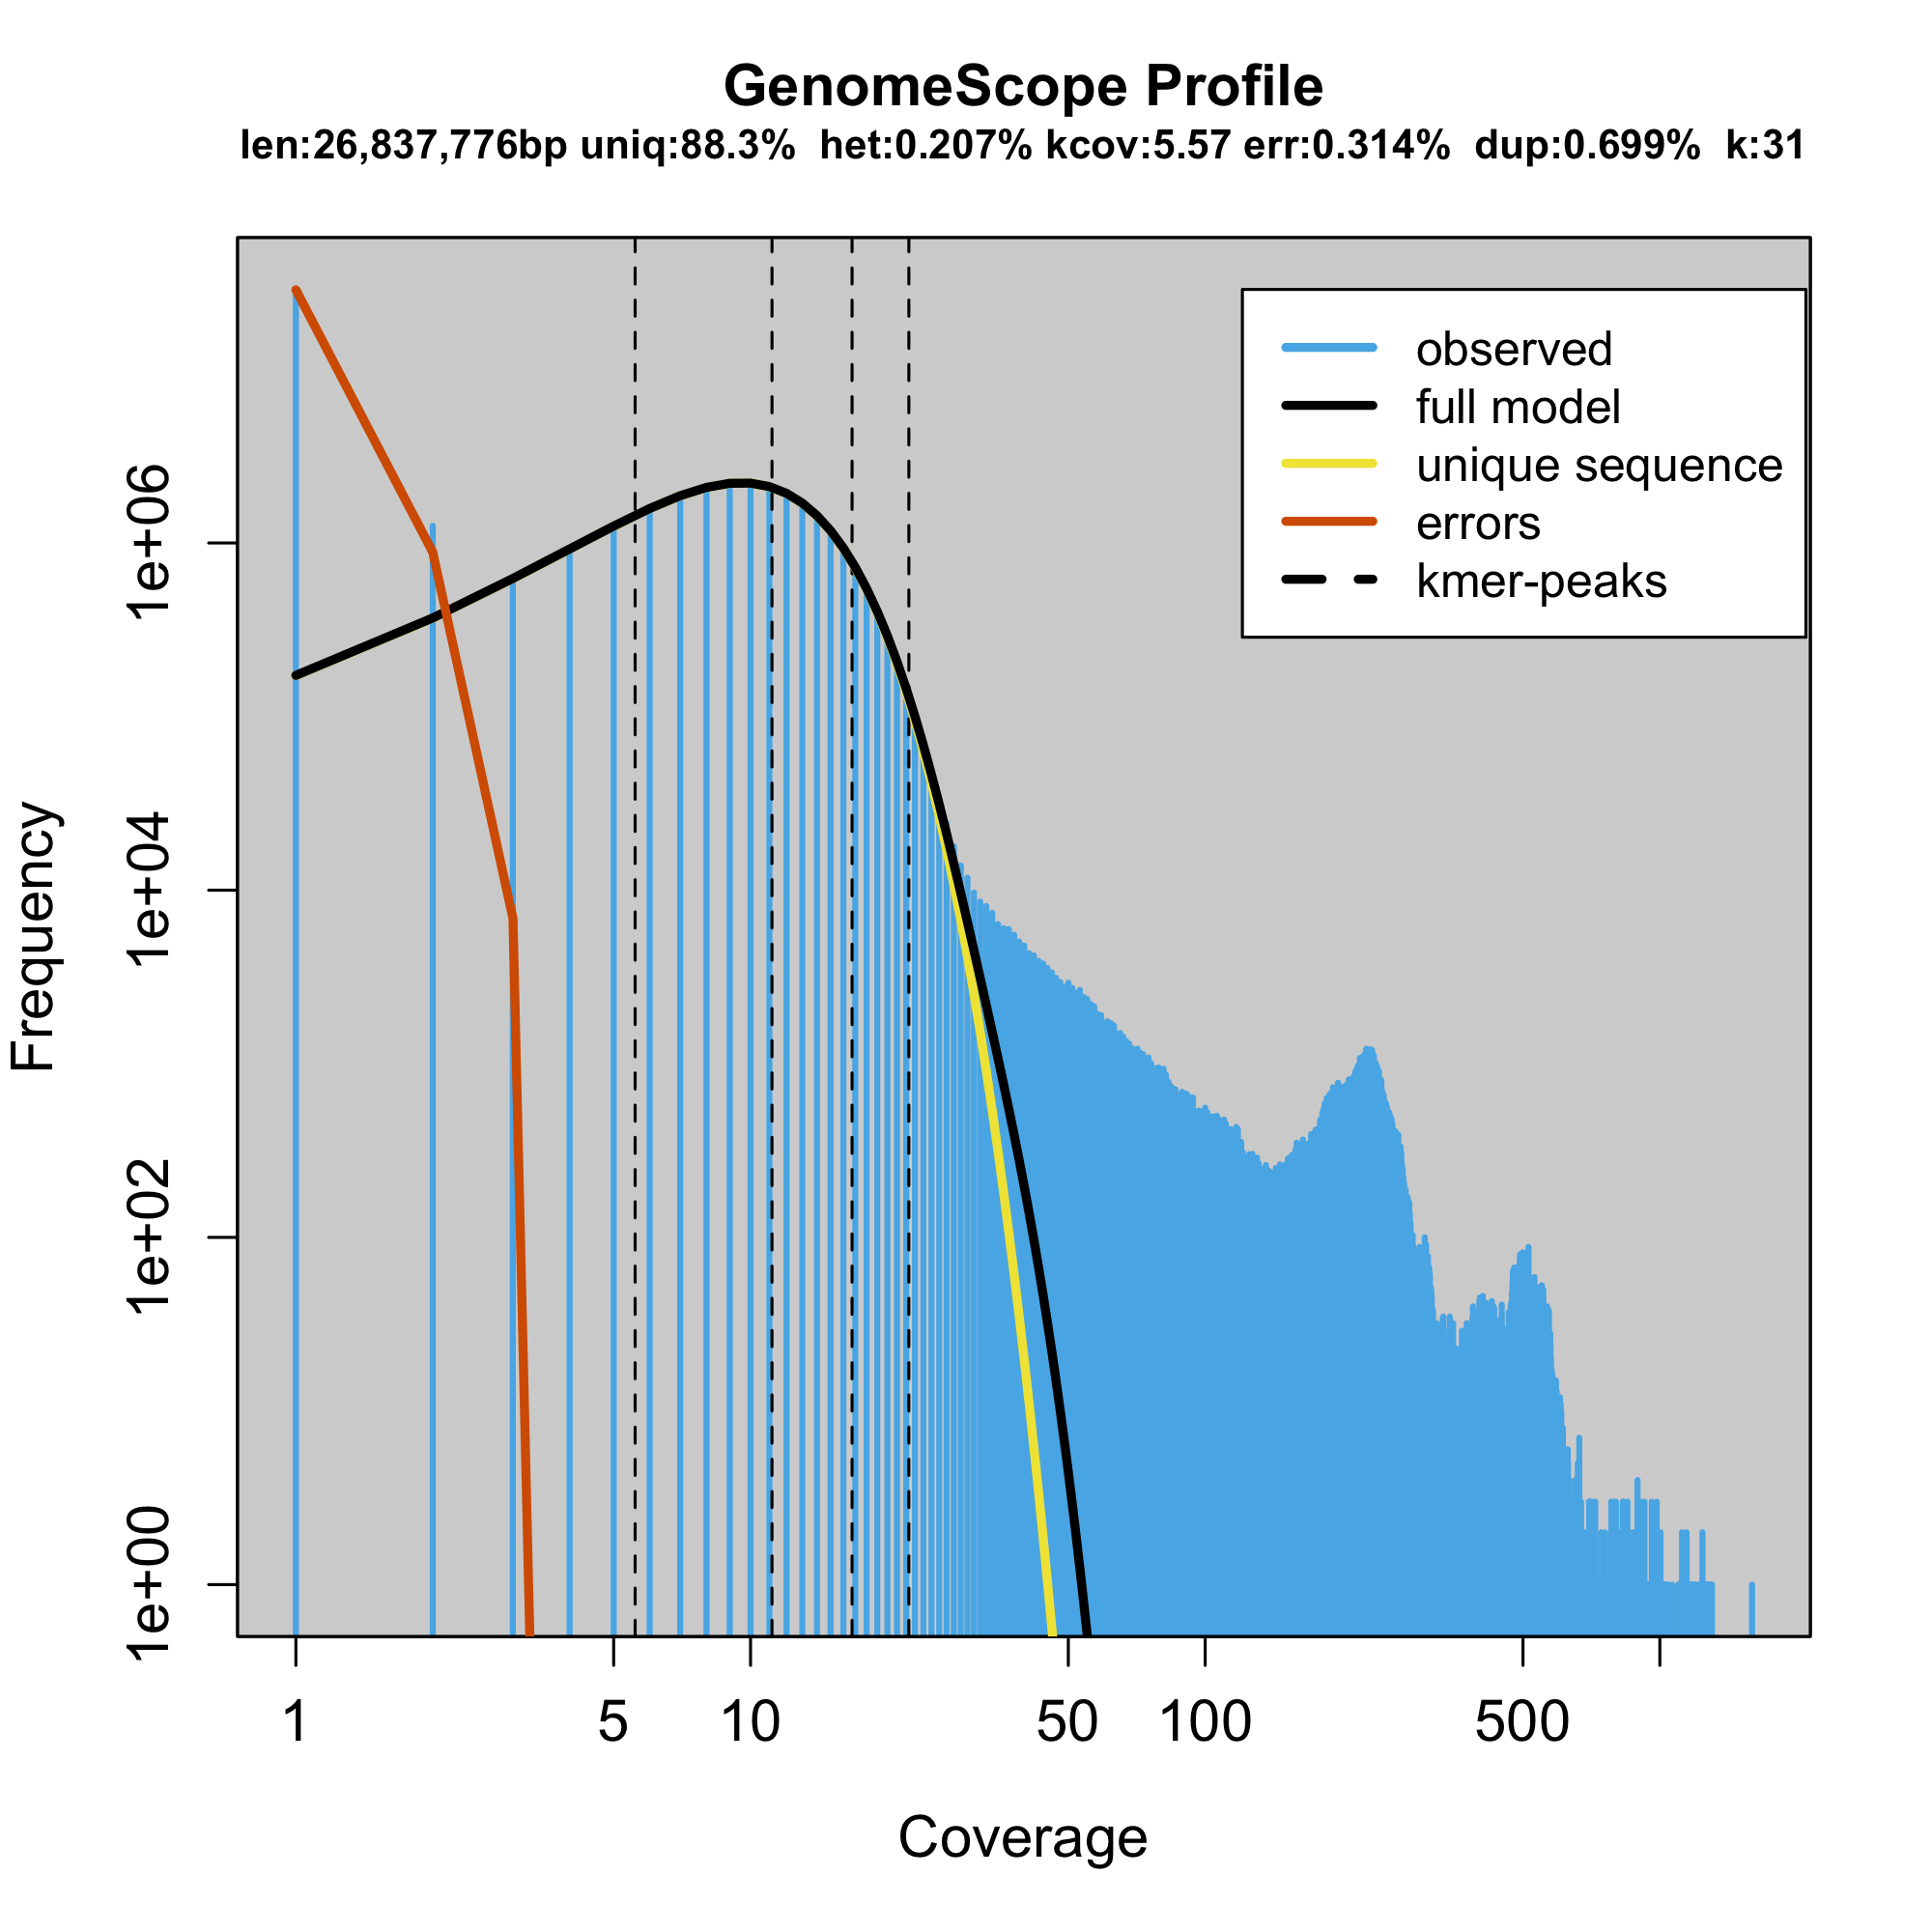 GenomeScope Profile
len:26,837,776bp uniq:88.3% het:0.207% kcov:5.57 err:0.314% dup:0.699% k:31
observed
full model
unique sequence
errors
kmer-peaks
Frequency
1e+06
1e+04
1e+02
1e+00
1 5 10 50 100 500
Coverage